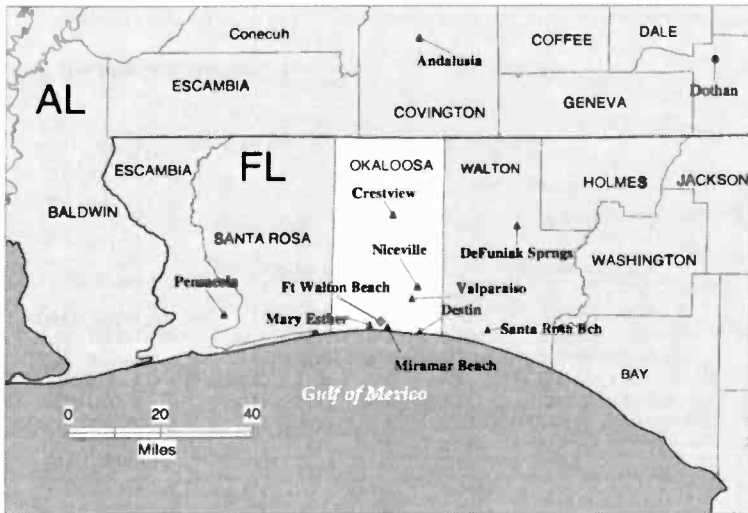 Conecuh
COFFEE
DALE
Andalusia
AL
ESCAMBIA
Dothan
COVINGTON
GENEVA
ESCAMBIA
FL
OKALOOSA
WALTON
HOLMES
JACKSON
Crestview
BALDWIN
SANTA ROSA
Niceville
DeFuniak Sprngs
WASHINGTON
Pensacola
Ft Walton Beach
Valparaiso
Mary Esther
Destin
Santa Rosa Bch
Miramar Beach
BAY
Gulf of Mexico
0 20 40
Miles